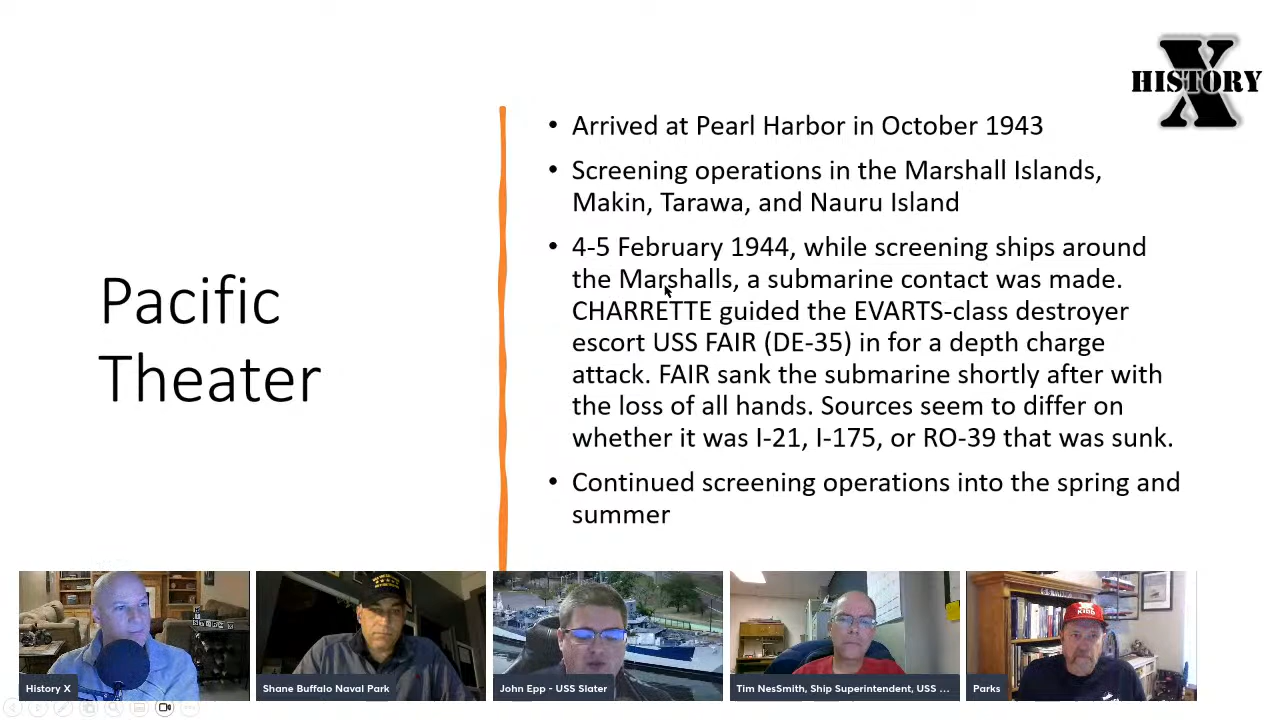 HISTORY
X
Pacific
Theater
• Arrived at Pearl Harbor in October 1943
• Screening operations in the Marshall Islands,
Makin, Tarawa, and Nauru Island
• 4-5 February 1944, while screening ships around
the Marshalls, a submarine contact was made.
CHARRETTE guided the EVARTS-class destroyer
escort USS FAIR (DE-35) in for a depth charge
attack. FAIR sank the submarine shortly after with
the loss of all hands. Sources seem to differ on
whether it was I-21, I-175, or RO-39 that was sunk.
• Continued screening operations into the spring and
summer
History X
Shane Buffalo Naval Park
John Epp - USS Slater
Tim NesSmith, Ship Superintendent, USS ...
Parks
KIDD